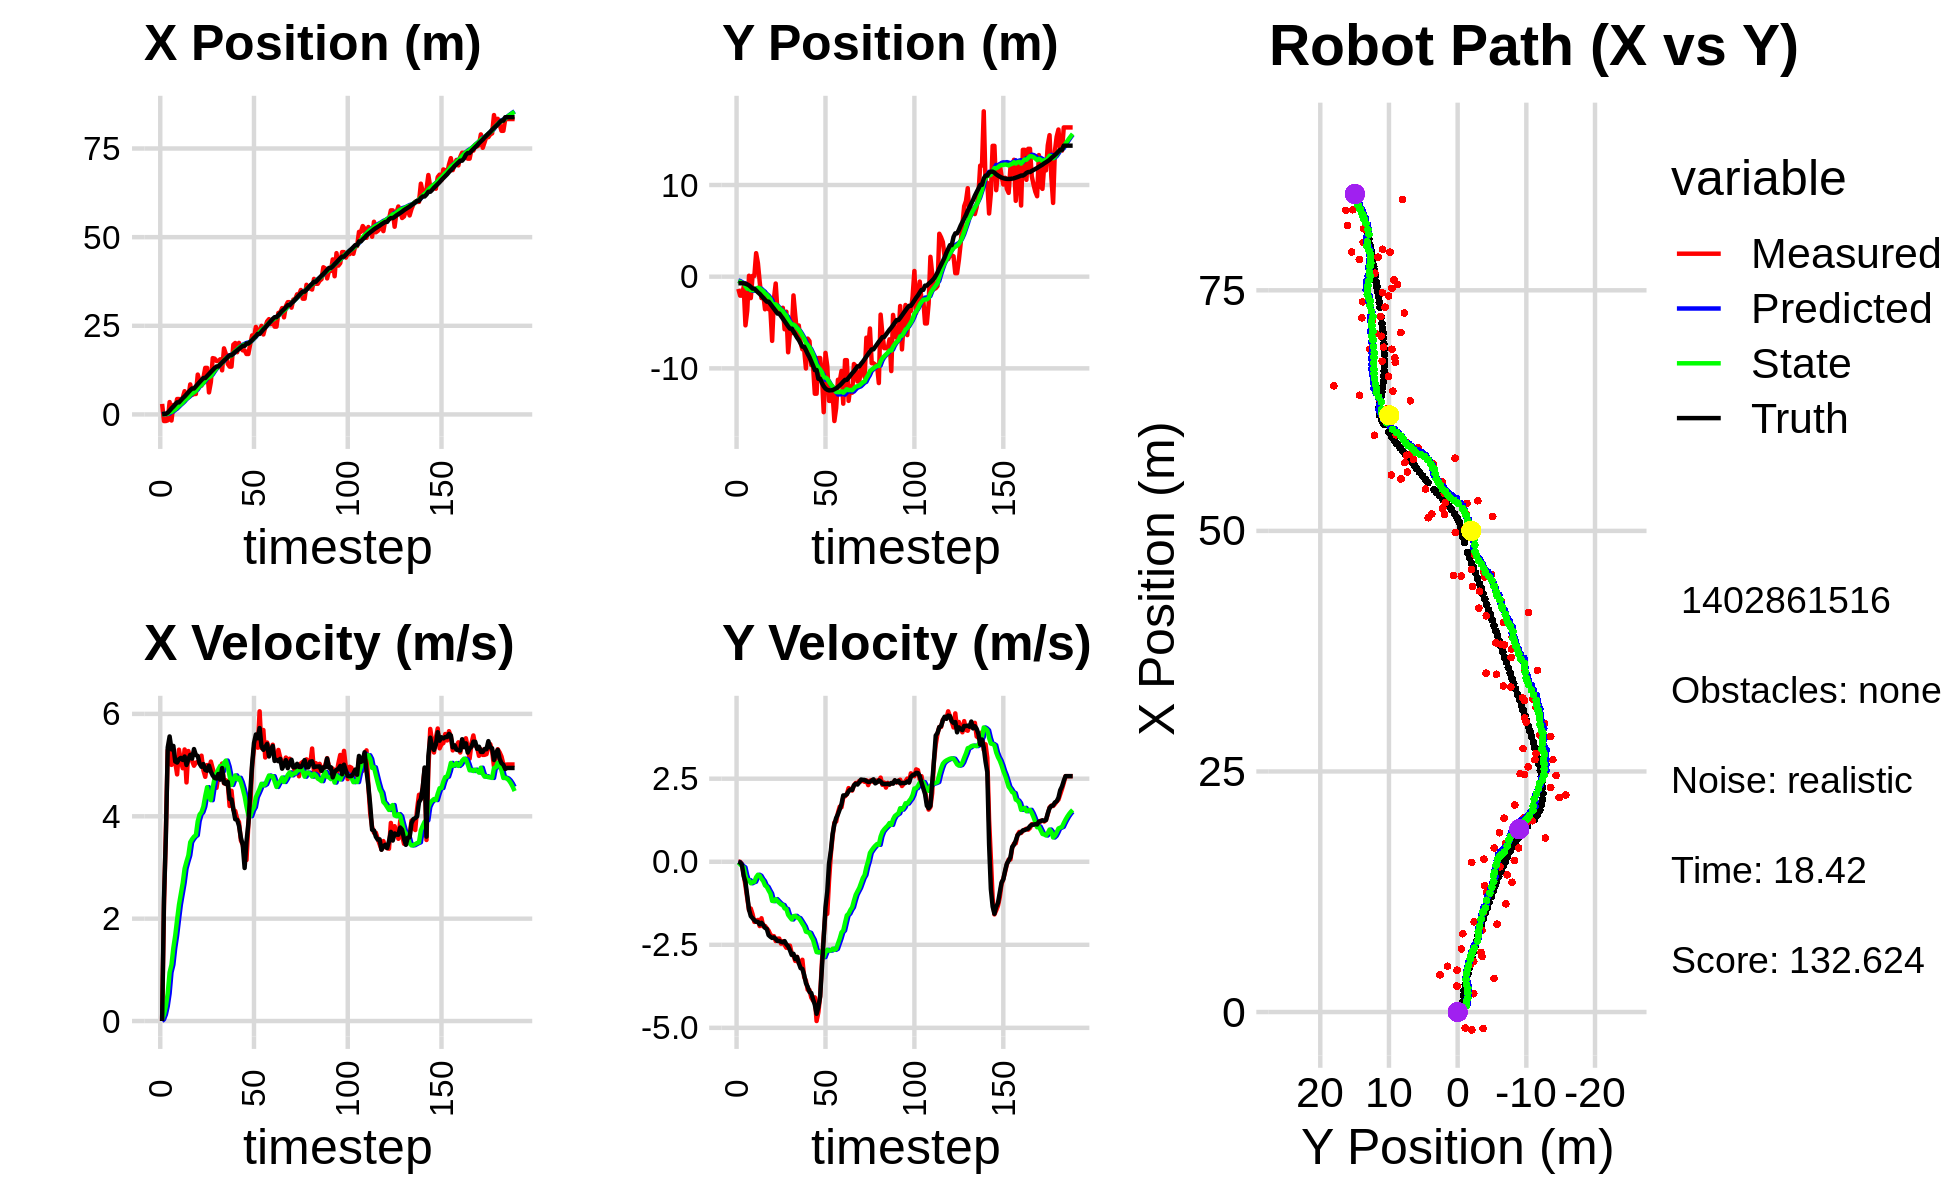 X Position (m)
75
50
25
0
0
50
100
150
timestep
Y Position (m)
10
0
-10
0
50
100
150
timestep
X Velocity (m/s)
6
4
2
0
0
50
100
150
timestep
Y Velocity (m/s)
2.5
0.0
-2.5
-5.0
0
50
100
150
timestep
Robot Path (X vs Y)
X Position (m)
75
50
25
0
20 10 0 -10 -20
Y Position (m)
variable
Measured
Predicted
State
Truth
1402861516
Obstacles: none
Noise: realistic
Time: 18.42
Score: 132.624